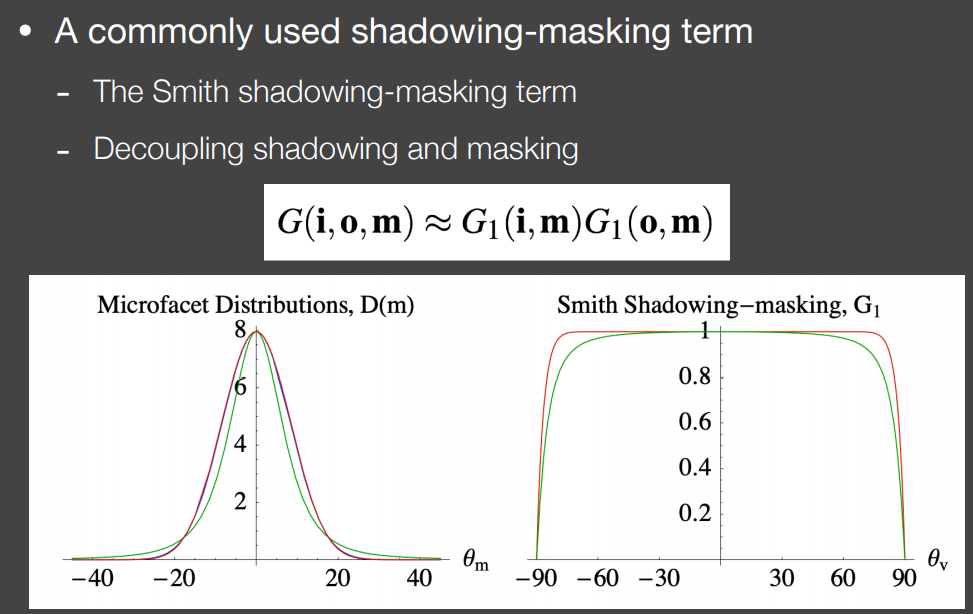 • A commonly used shadowing-masking term
- The Smith shadowing-masking term
- Decoupling shadowing and masking
G(i, o, m) ≈ G₁(i, m)G₁(o, m)
Microfacet Distributions, D(m)
8
6
4
2
−40 −20 20 40 θm
Smith Shadowing−masking, G₁
1
0.8
0.6
0.4
0.2
−90 −60 −30 30 60 90 θv